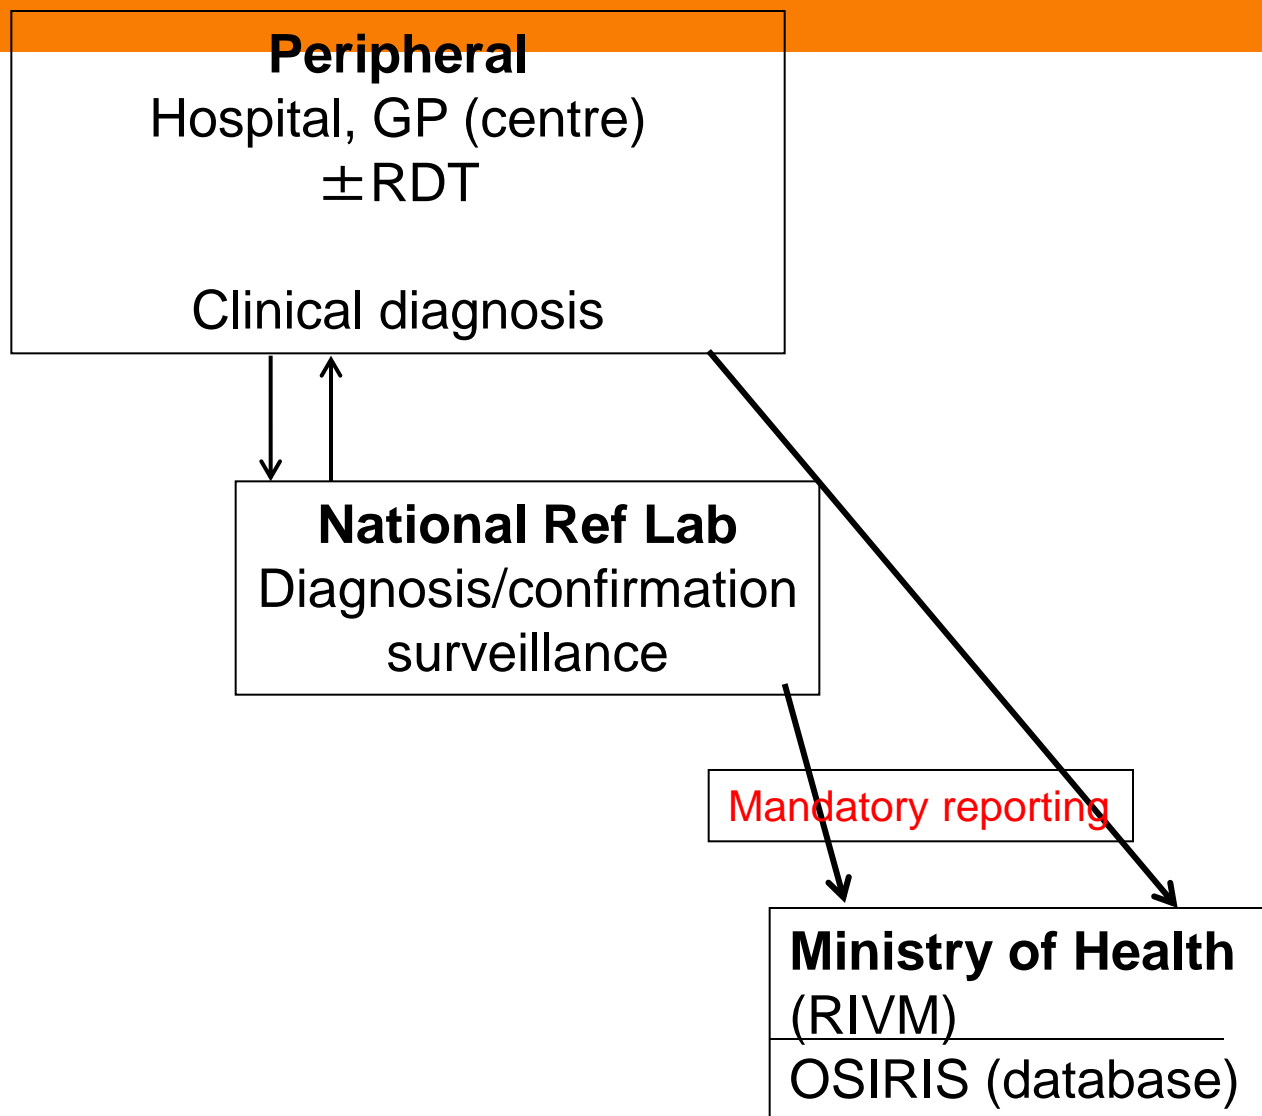 Peripheral
Hospital, GP (centre)
±RDT
Clinical diagnosis
National Ref Lab
Diagnosis/confirmation
surveillance
Mandatory reporting
Ministry of Health
(RIVM)
OSIRIS (database)